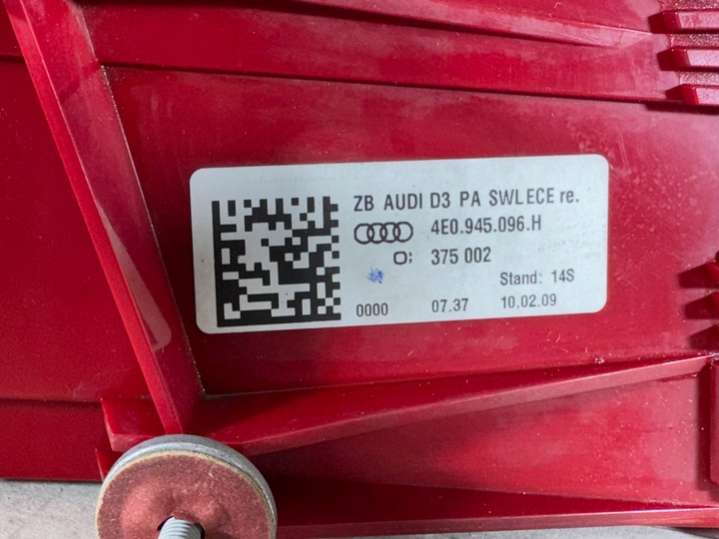 ZB AUDI D3 PA SWLECE re.
4E0.945.096.H
375 002
Stand: 14S
0000 07.37 10.02.09